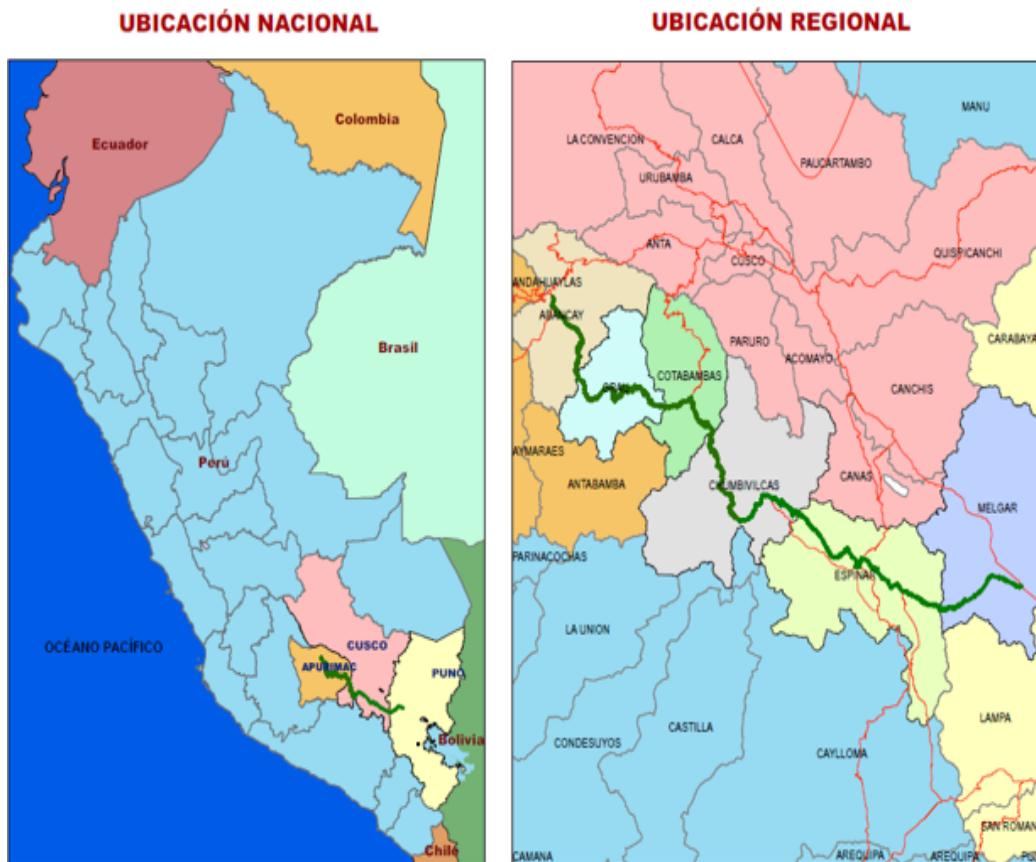 UBICACIÓN NACIONAL
Ecuador
Colombia
Brasil
Perú
OCÉANO PACÍFICO
CUSCO
APURIMAC
PUNO
Bolivia
Chile
UBICACIÓN REGIONAL
MANU
CALCA
LA CONVENCION
PAUCARTAMBO
URUBAMBA
ANTA
CUSCO
QUISPICANCHI
ANDAHUAYLAS
ABANCAY
CARABAYA
PARURO
ACOMAYO
COTABAMBAS
CANCHIS
AYMARAES
ANTABAMBA
CHUMBIVILCAS
CANAS
MELGAR
PARINACOCHAS
ESPINAR
LA UNION
LAMPA
CASTILLA
CONDESUYOS
CAYLLOMA
SAN ROMAN
CAMANA
AREQUIPA
AREQUIPA